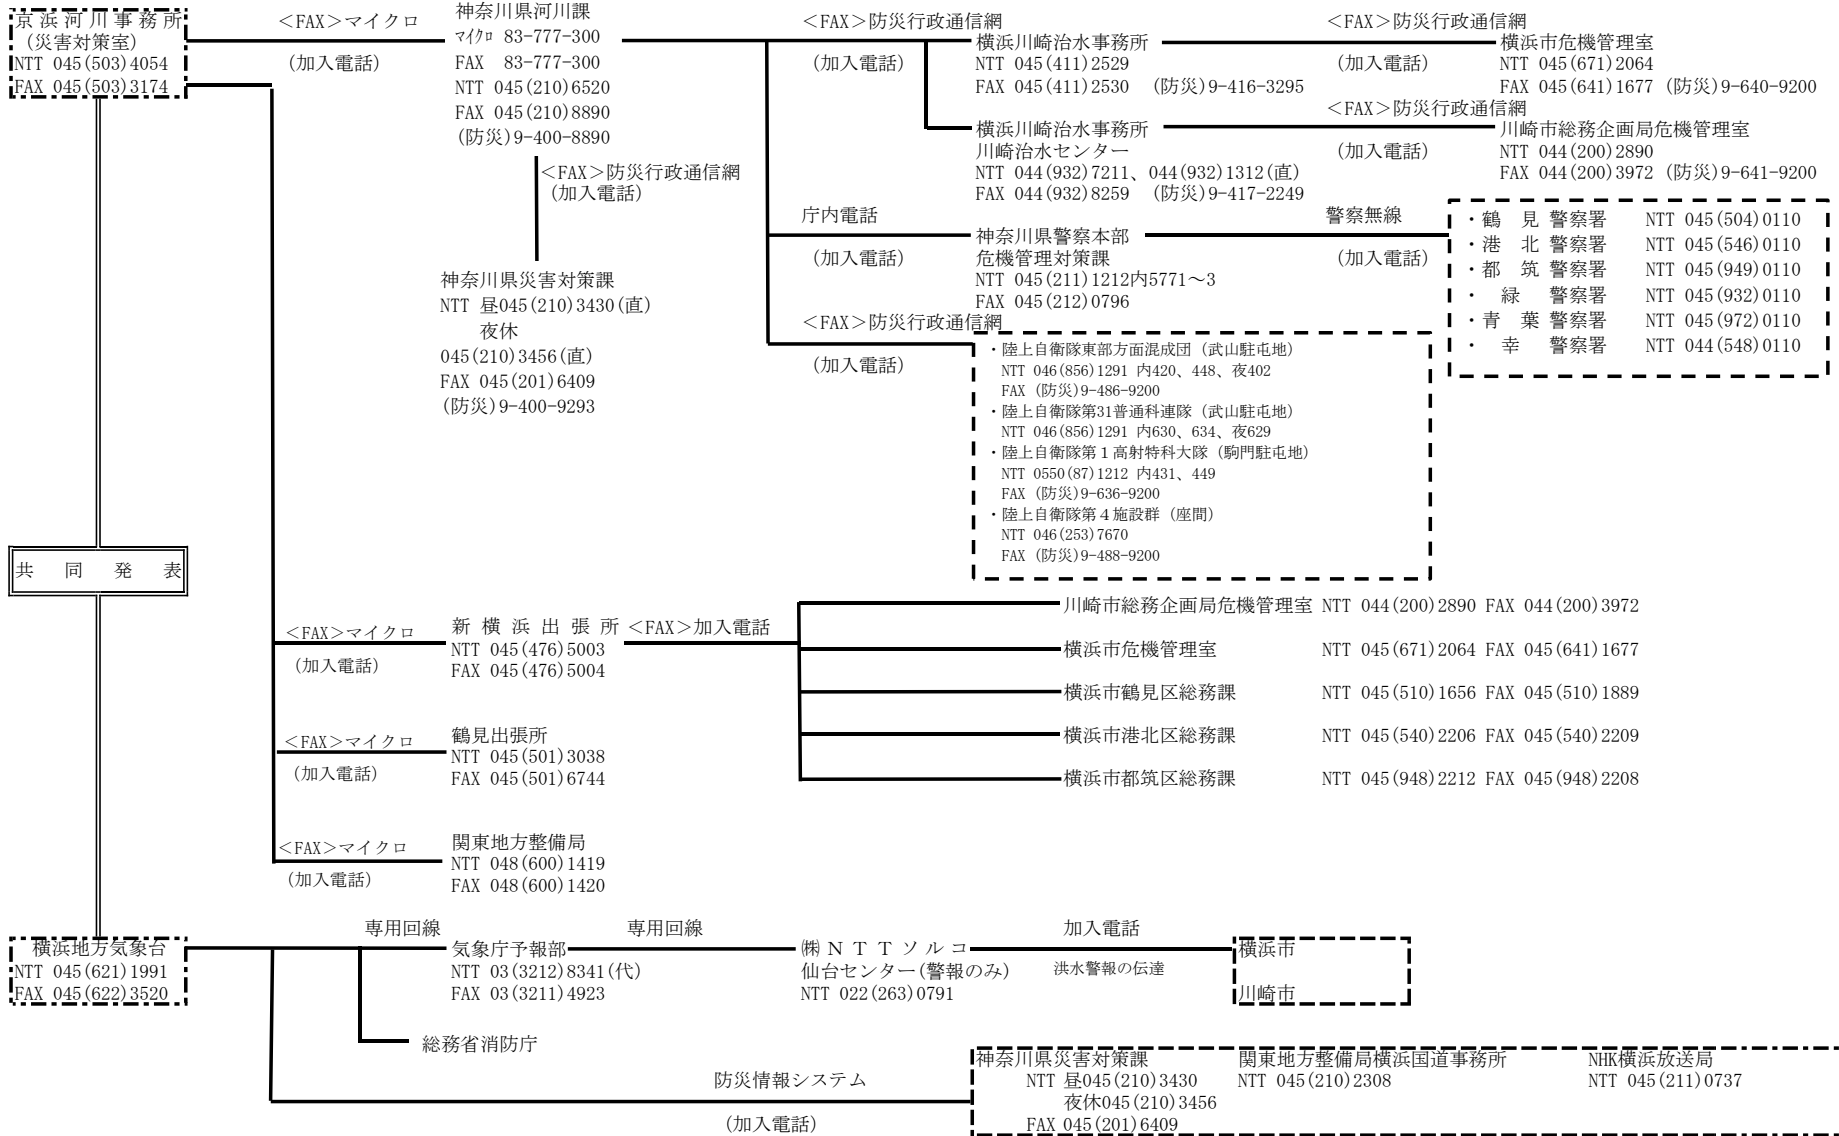 京浜河川事務所
(災害対策室)
NTT 045(503)4054
FAX 045(503)3174
<FAX>マイクロ
(加入電話)
神奈川県河川課
マイクロ 83-777-300
FAX 83-777-300
NTT 045(210)6520
FAX 045(210)8890
(防災)9-400-8890
<FAX>防災行政通信網
(加入電話)
神奈川県災害対策課
NTT 昼045(210)3430(直)
夜休
045(210)3456(直)
FAX 045(201)6409
(防災)9-400-9293
<FAX>防災行政通信網
(加入電話)
横浜川崎治水事務所
NTT 045(411)2529
FAX 045(411)2530 (防災)9-416-3295
<FAX>防災行政通信網
(加入電話)
横浜市危機管理室
NTT 045(671)2064
FAX 045(641)1677 (防災)9-640-9200
横浜川崎治水事務所
川崎治水センター
NTT 044(932)7211、044(932)1312(直)
FAX 044(932)8259 (防災)9-417-2249
<FAX>防災行政通信網
(加入電話)
川崎市総務企画局危機管理室
NTT 044(200)2890
FAX 044(200)3972 (防災)9-641-9200
庁内電話
(加入電話)
神奈川県警察本部
危機管理対策課
NTT 045(211)1212内5771～3
FAX 045(212)0796
警察無線
(加入電話)
・鶴 見 警察署 NTT 045(504)0110
・港 北 警察署 NTT 045(546)0110
・都 筑 警察署 NTT 045(949)0110
・ 緑 警察署 NTT 045(932)0110
・青 葉 警察署 NTT 045(972)0110
・ 幸 警察署 NTT 044(548)0110
<FAX>防災行政通信網
(加入電話)
・陸上自衛隊東部方面混成団（武山駐屯地）
NTT 046(856)1291 内420、448、夜402
FAX (防災)9-486-9200
・陸上自衛隊第31普通科連隊（武山駐屯地）
NTT 046(856)1291 内630、634、夜629
・陸上自衛隊第１高射特科大隊（駒門駐屯地）
NTT 0550(87)1212 内431、449
FAX (防災)9-636-9200
・陸上自衛隊第４施設群（座間）
NTT 046(253)7670
FAX (防災)9-488-9200
共 同 発 表
<FAX>マイクロ
(加入電話)
新横浜出張所
NTT 045(476)5003
FAX 045(476)5004
<FAX>加入電話
川崎市総務企画局危機管理室 NTT 044(200)2890 FAX 044(200)3972
横浜市危機管理室 NTT 045(671)2064 FAX 045(641)1677
横浜市鶴見区総務課 NTT 045(510)1656 FAX 045(510)1889
横浜市港北区総務課 NTT 045(540)2206 FAX 045(540)2209
横浜市都筑区総務課 NTT 045(948)2212 FAX 045(948)2208
<FAX>マイクロ
(加入電話)
鶴見出張所
NTT 045(501)3038
FAX 045(501)6744
<FAX>マイクロ
(加入電話)
関東地方整備局
NTT 048(600)1419
FAX 048(600)1420
横浜地方気象台
NTT 045(621)1991
FAX 045(622)3520
専用回線
気象庁予報部
NTT 03(3212)8341(代)
FAX 03(3211)4923
専用回線
㈱ＮＴＴソルコ
仙台センター(警報のみ)
NTT 022(263)0791
加入電話
洪水警報の伝達
横浜市
川崎市
総務省消防庁
防災情報システム
(加入電話)
神奈川県災害対策課
NTT 昼045(210)3430
夜休045(210)3456
FAX 045(201)6409
関東地方整備局横浜国道事務所
NTT 045(210)2308
NHK横浜放送局
NTT 045(211)0737